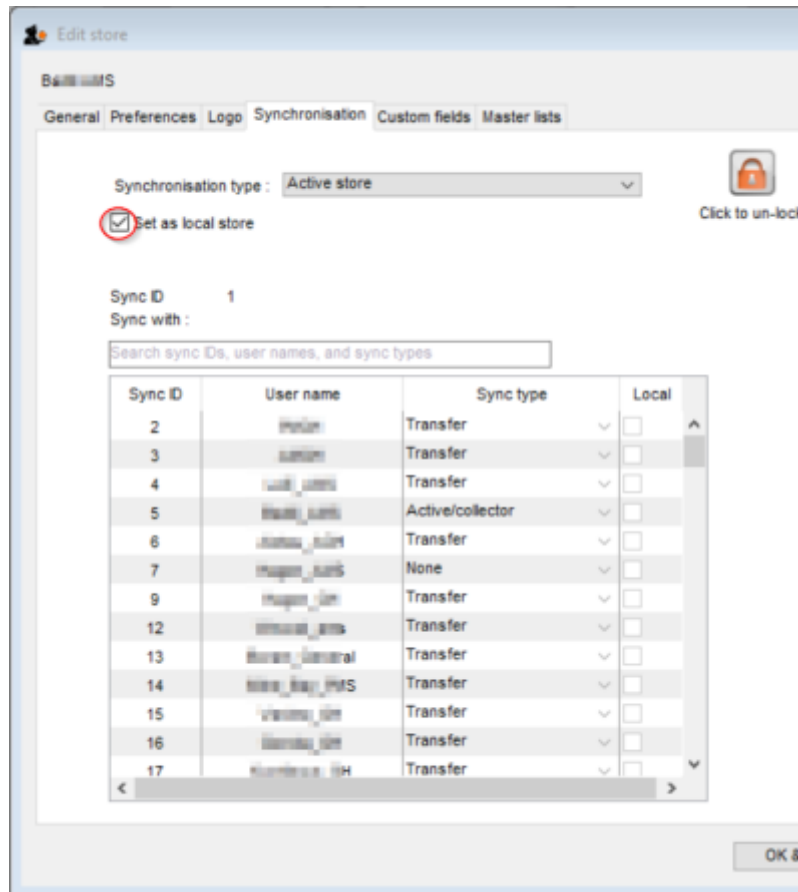 Edit store
General Preferences Logo Synchronisation Custom fields Master lists
Synchronisation type : Active store
Set as local store
Click to un-lock
Sync ID 1
Sync with :
Search sync IDs, user names, and sync types
Sync ID User name Sync type Local
2 Transfer
3 Transfer
4 Transfer
5 Active/collector
6 Transfer
7 None
9 Transfer
12 Transfer
13 Transfer
14 Transfer
15 Transfer
16 Transfer
17 Transfer
OK &